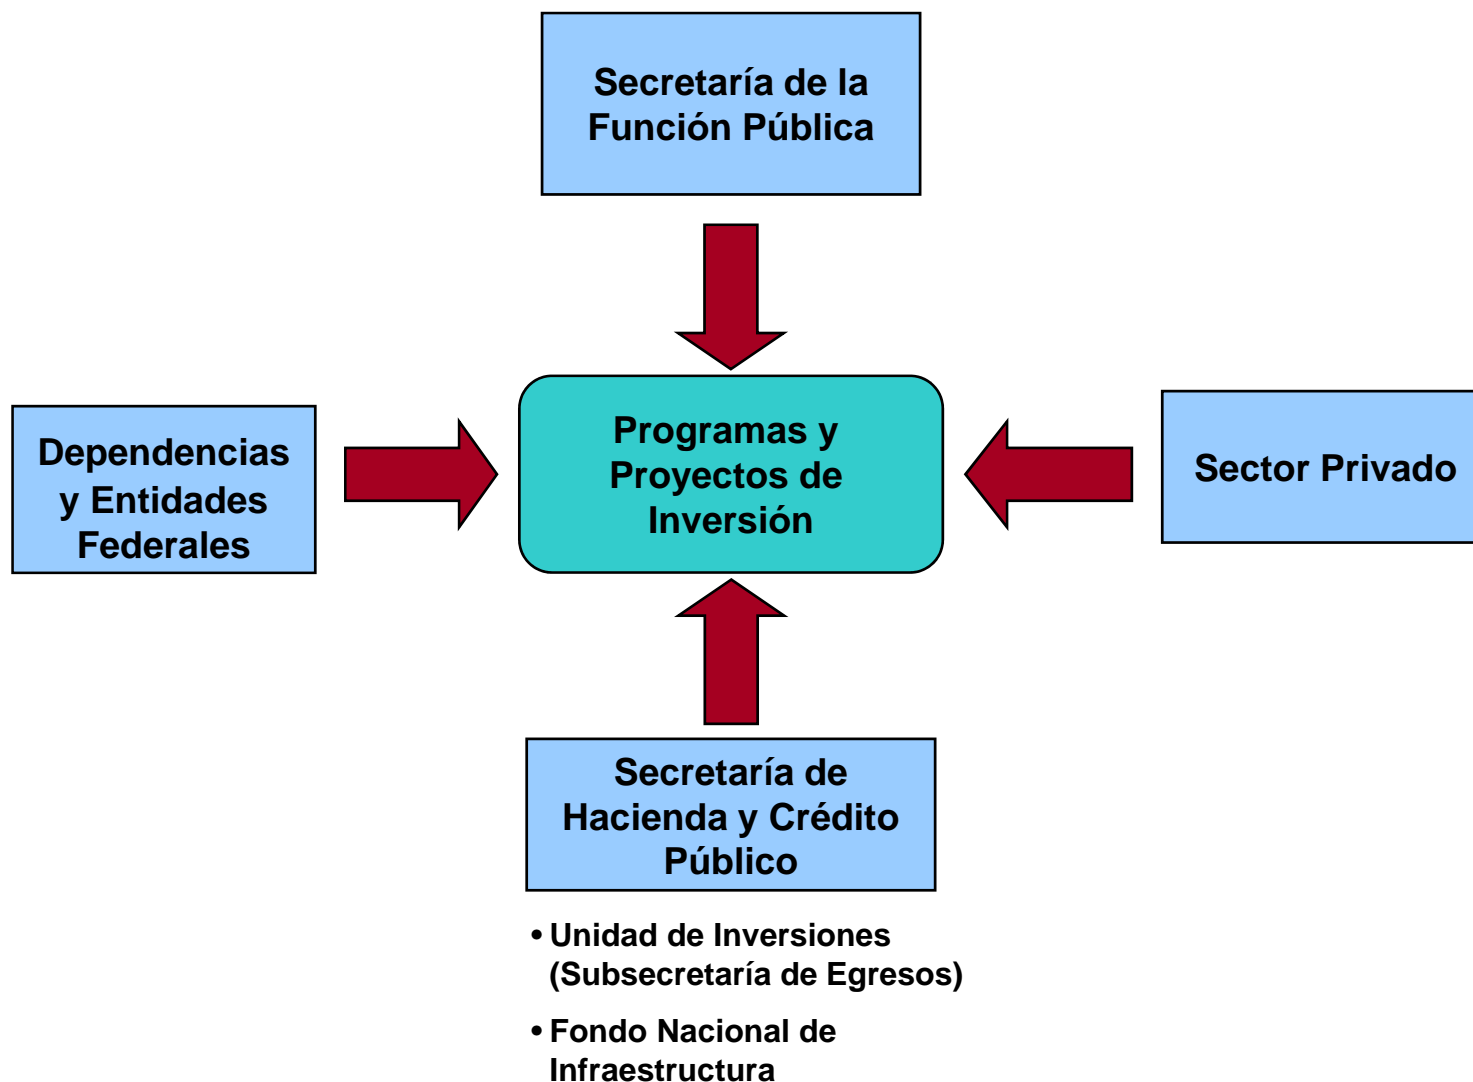 Secretaría de la
Función Pública
Dependencias
y Entidades
Federales
Programas y
Proyectos de
Inversión
Sector Privado
Secretaría de
Hacienda y Crédito
Público
• Unidad de Inversiones
(Subsecretaría de Egresos)
• Fondo Nacional de
Infraestructura